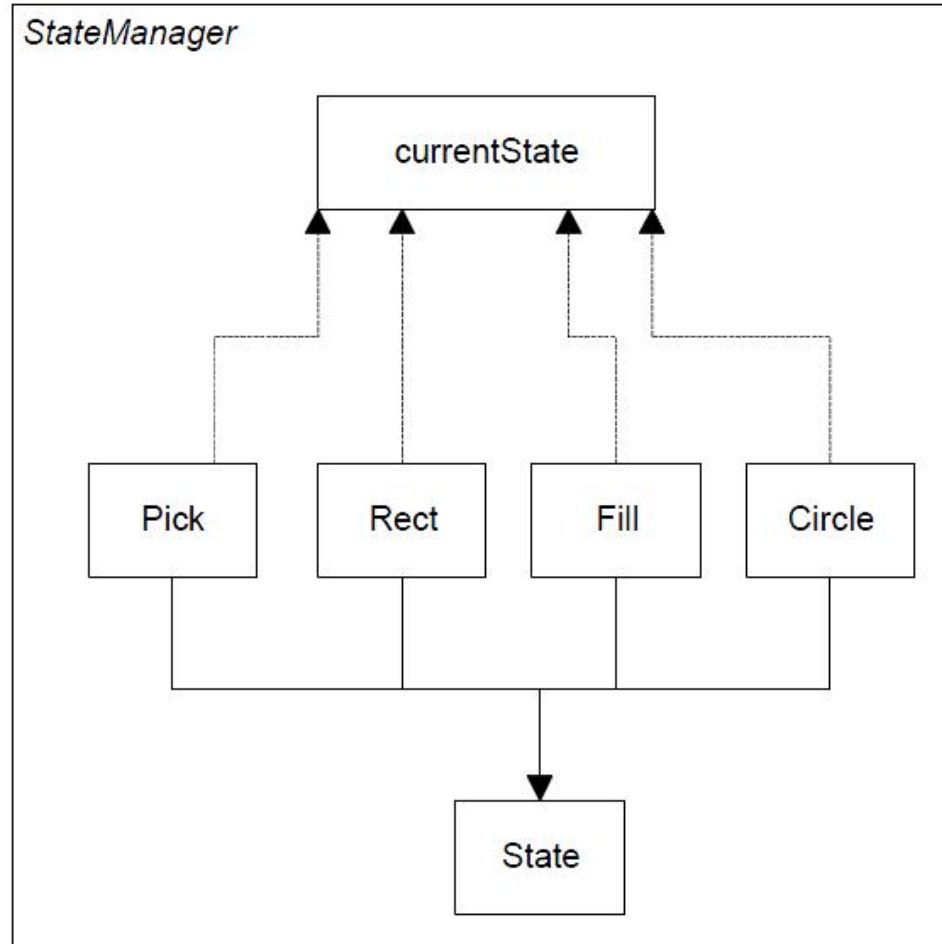 StateManager
currentState
Pick
Rect
Fill
Circle
State